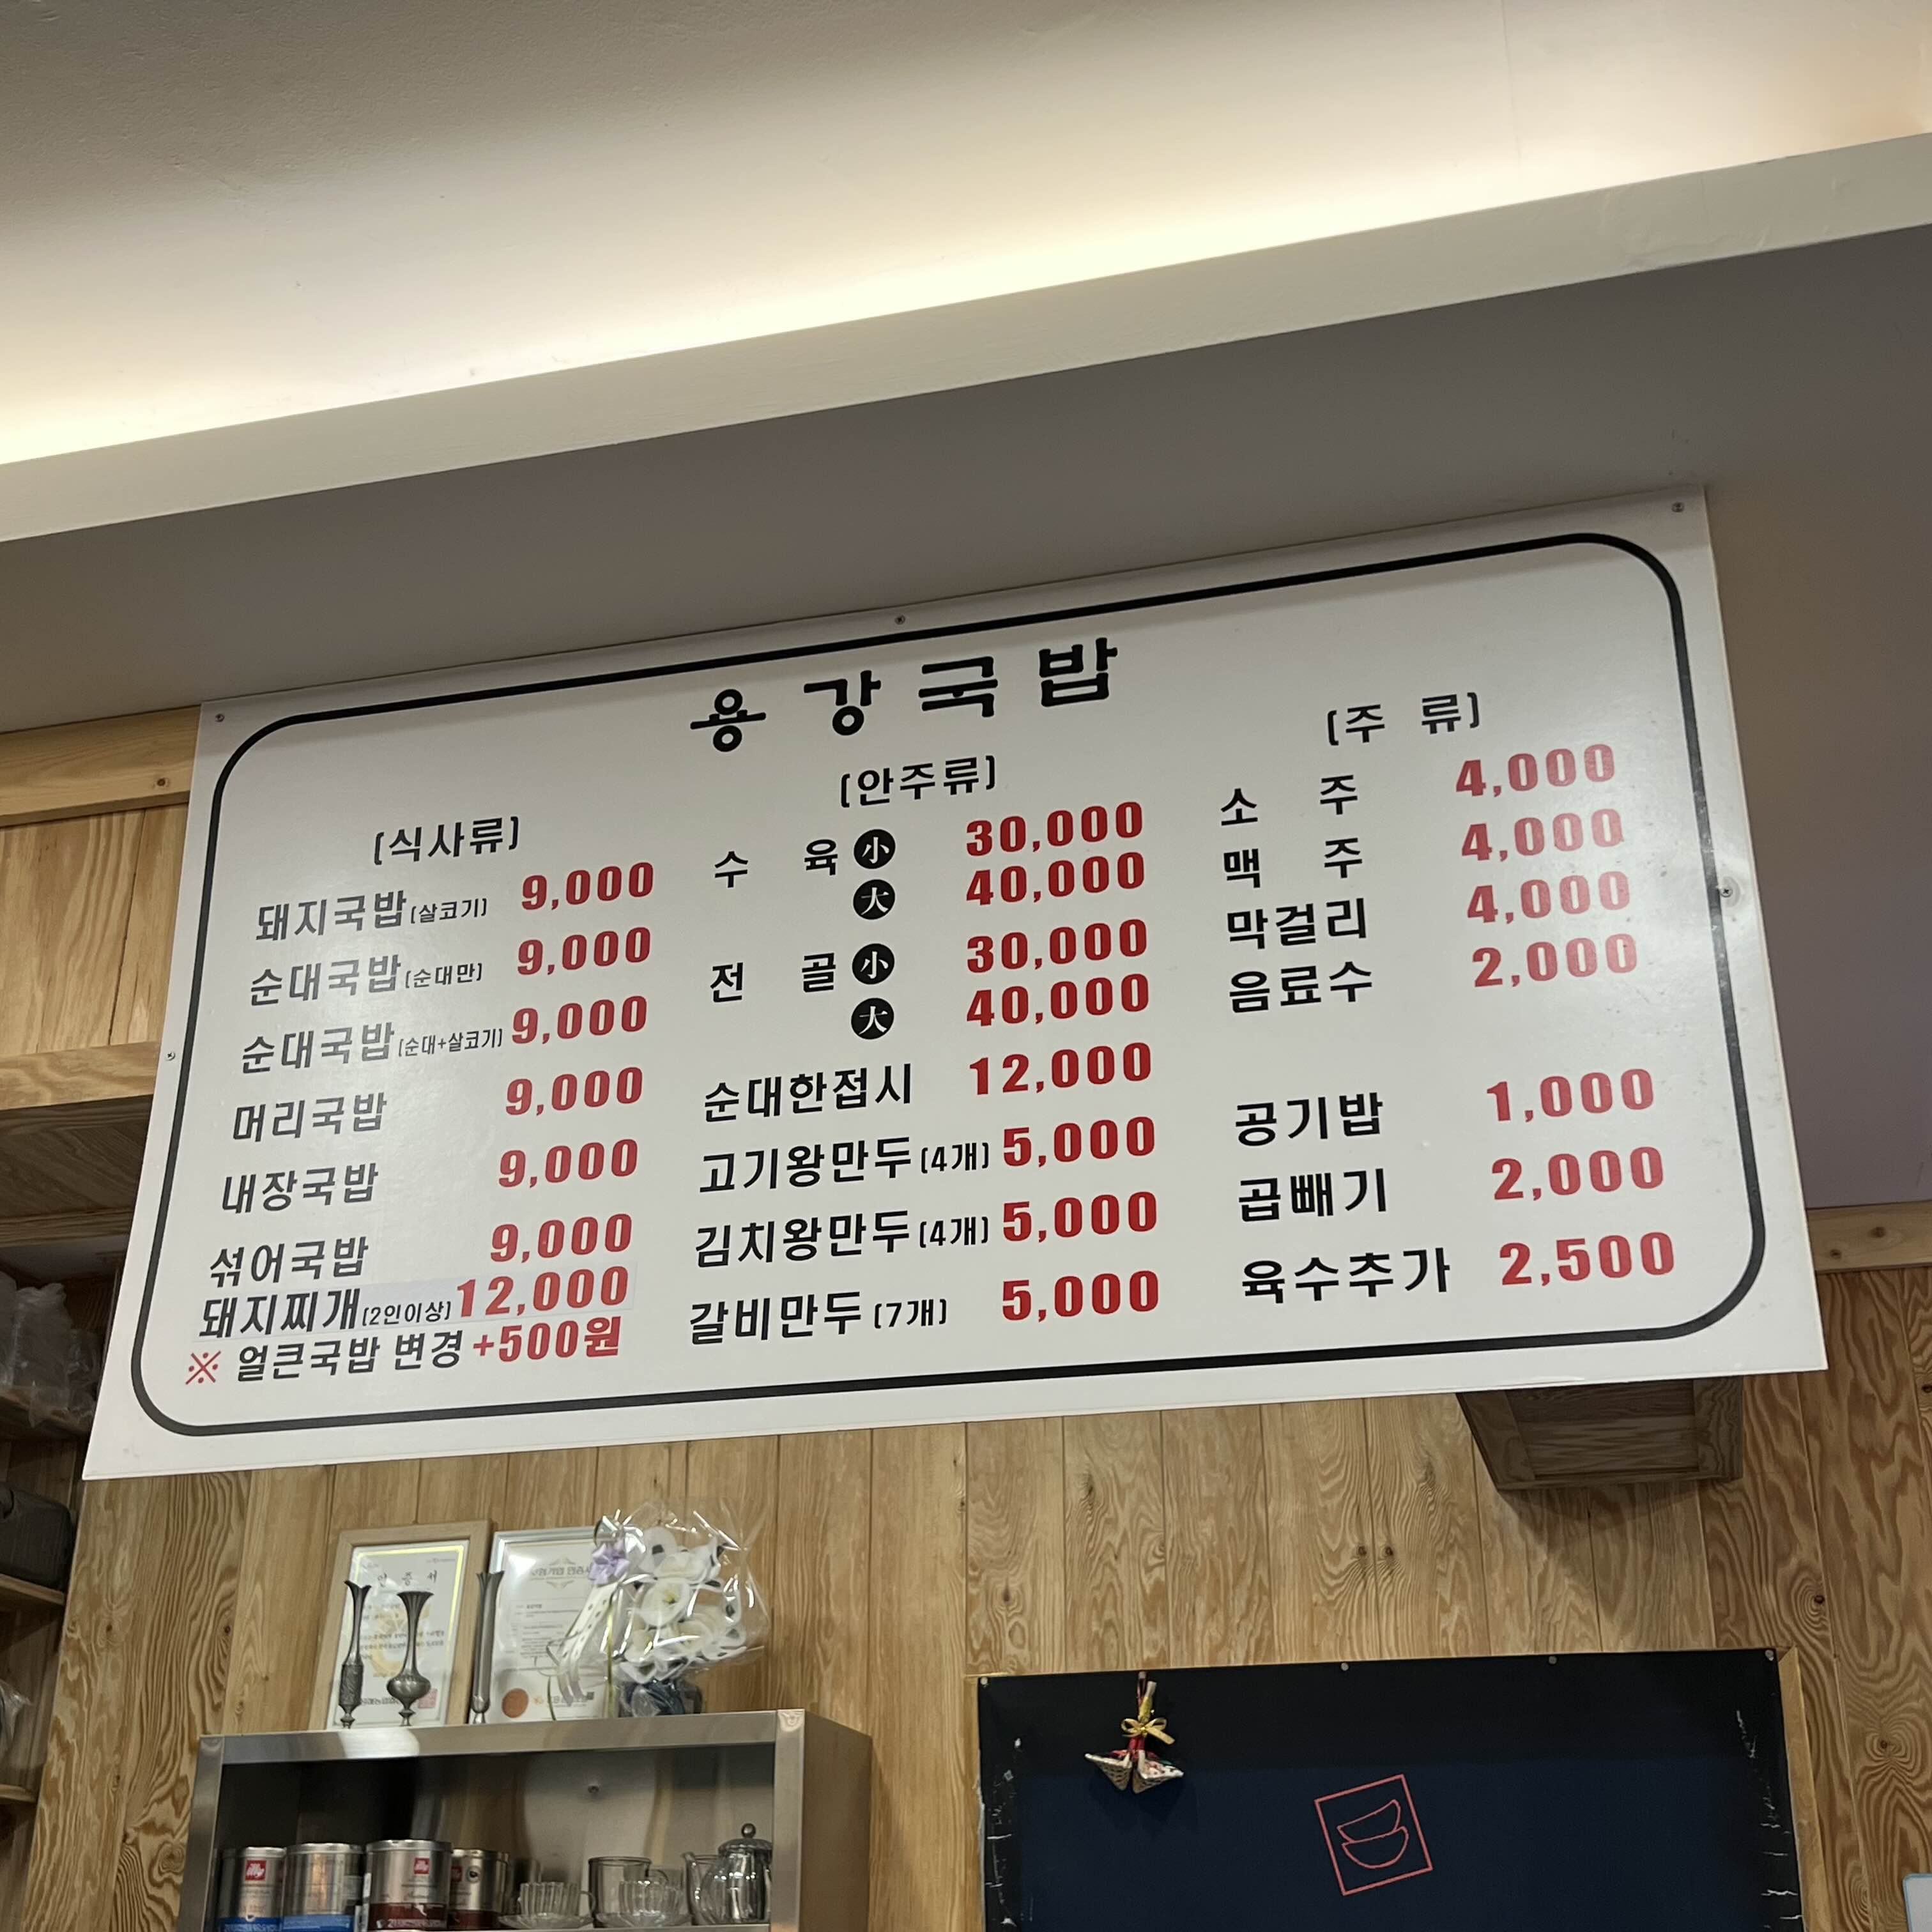 용강국밥
(식사류)
돼지국밥(살코기) 9,000
순대국밥(순대만) 9,000
순대국밥(순대+살코기) 9,000
머리국밥 9,000
내장국밥 9,000
섞어국밥 9,000
돼지찌개(2인이상) 12,000
※ 얼큰국밥 변경 +500원
(안주류)
수 육 小 30,000
大 40,000
전 골 小 30,000
大 40,000
순대한접시 12,000
고기왕만두(4개) 5,000
김치왕만두(4개) 5,000
갈비만두(7개) 5,000
(주 류)
소 주 4,000
맥 주 4,000
막걸리 4,000
음료수 2,000
공기밥 1,000
곱빼기 2,000
육수추가 2,500
illy
illy